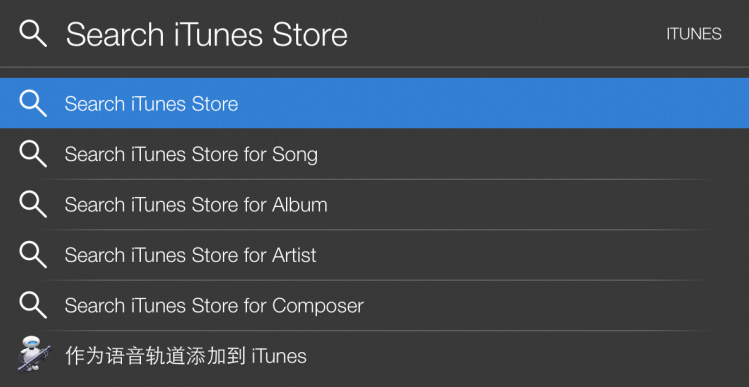 Search iTunes Store
ITUNES
Search iTunes Store
Search iTunes Store for Song
Search iTunes Store for Album
Search iTunes Store for Artist
Search iTunes Store for Composer
作为语音轨道添加到 iTunes